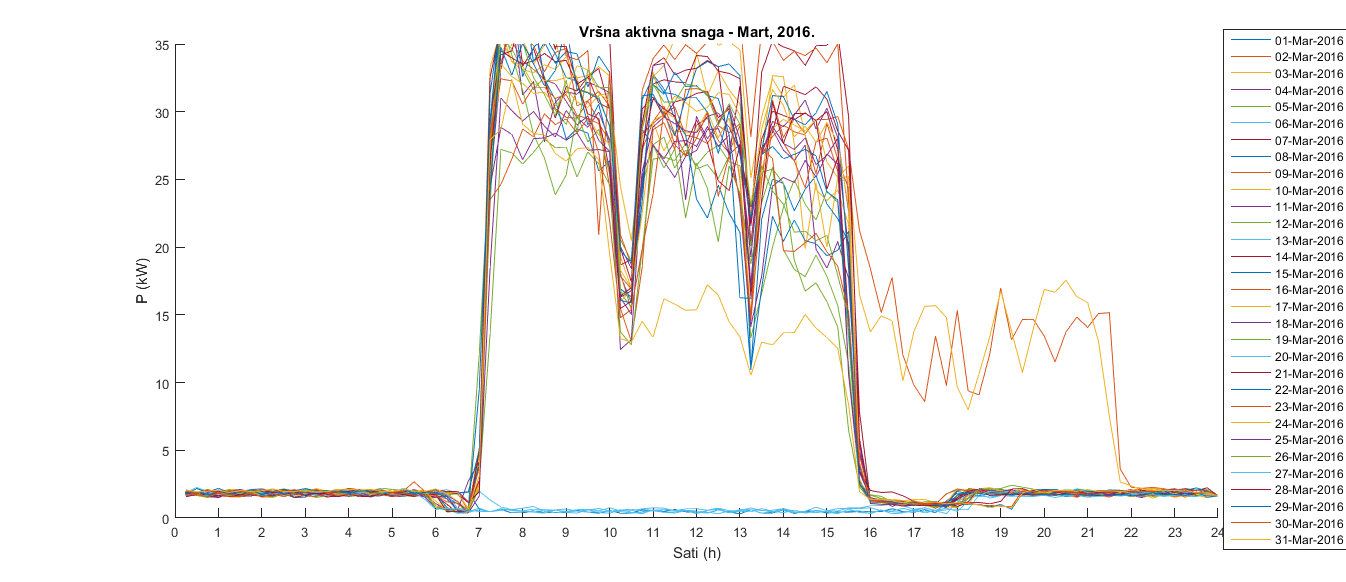 Vršna aktivna snaga - Mart, 2016.
P (kW)
35
30
25
20
15
10
5
0
0 1 2 3 4 5 6 7 8 9 10 11 12 13 14 15 16 17 18 19 20 21 22 23 24
Sati (h)
01-Mar-2016
02-Mar-2016
03-Mar-2016
04-Mar-2016
05-Mar-2016
06-Mar-2016
07-Mar-2016
08-Mar-2016
09-Mar-2016
10-Mar-2016
11-Mar-2016
12-Mar-2016
13-Mar-2016
14-Mar-2016
15-Mar-2016
16-Mar-2016
17-Mar-2016
18-Mar-2016
19-Mar-2016
20-Mar-2016
21-Mar-2016
22-Mar-2016
23-Mar-2016
24-Mar-2016
25-Mar-2016
26-Mar-2016
27-Mar-2016
28-Mar-2016
29-Mar-2016
30-Mar-2016
31-Mar-2016